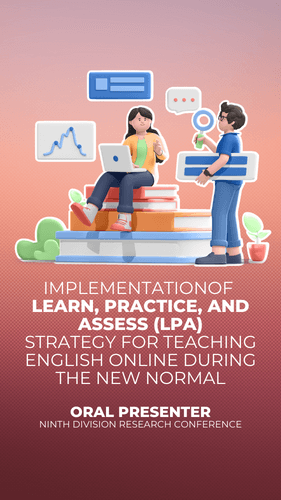 IMPLEMENTATIONOF
LEARN, PRACTICE, AND
ASSESS (LPA)
STRATEGY FOR TEACHING
ENGLISH ONLINE DURING
THE NEW NORMAL
ORAL PRESENTER
NINTH DIVISION RESEARCH CONFERENCE